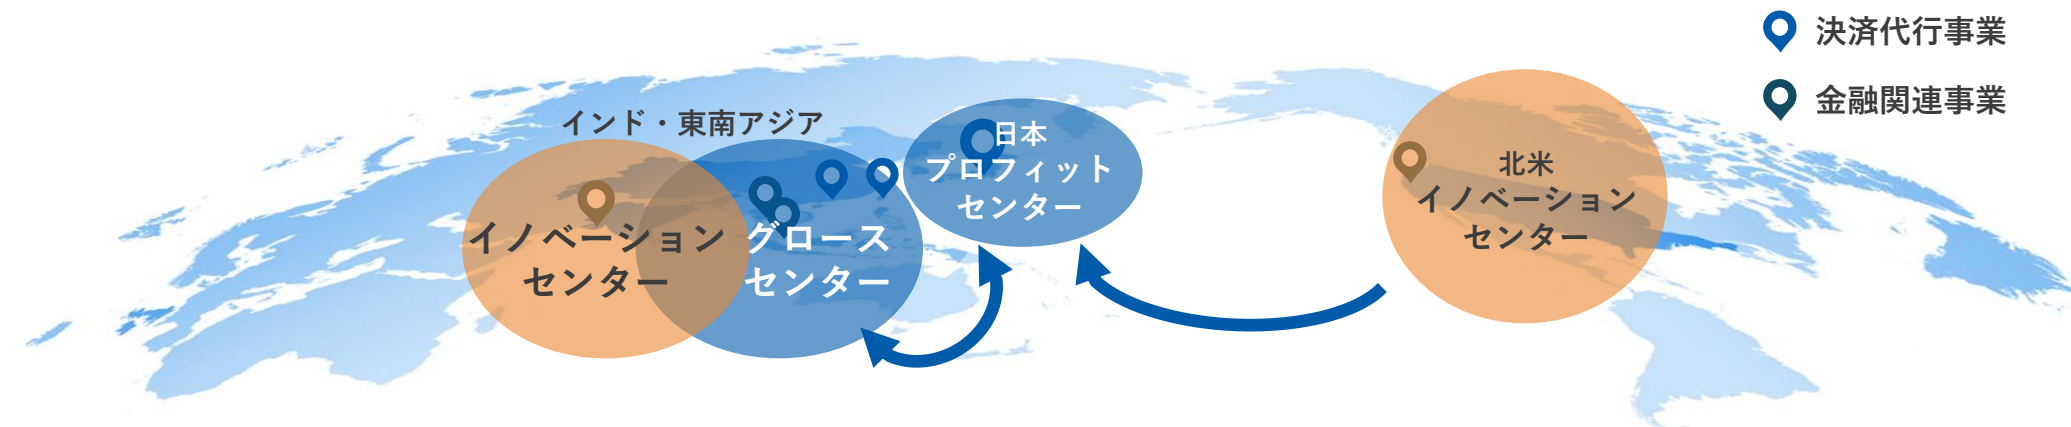 決済代行事業
金融関連事業
インド・東南アジア
イノベーション
センター
グロース
センター
日本
プロフィット
センター
北米
イノベーション
センター